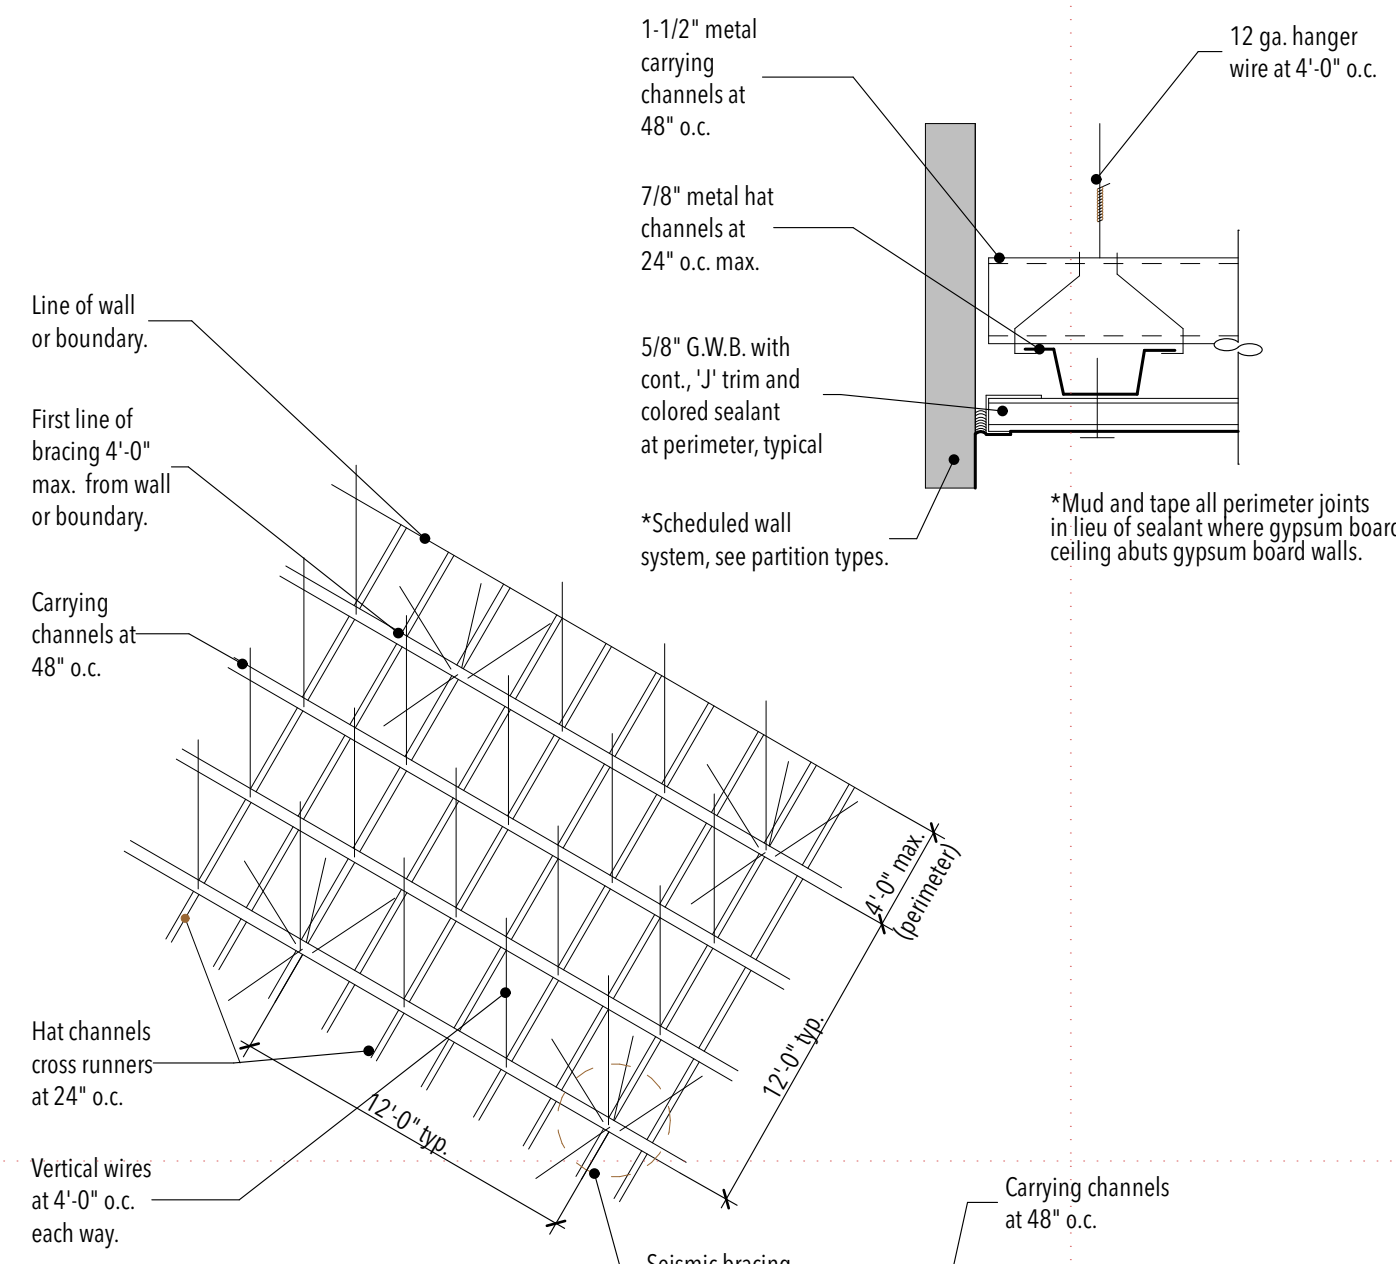 1-1/2" metal
carrying
channels at
48" o.c.
12 ga. hanger
wire at 4'-0" o.c.
7/8" metal hat
channels at
24" o.c. max.
5/8" G.W.B. with
cont., 'J' trim and
colored sealant
at perimeter, typical
*Scheduled wall
system, see partition types.
*Mud and tape all perimeter joints
in lieu of sealant where gypsum board
ceiling abuts gypsum board walls.
Line of wall
or boundary.
First line of
bracing 4'-0"
max. from wall
or boundary.
Carrying
channels at
48" o.c.
4'-0" max.
(perimeter)
12'-0" typ.
12'-0" typ.
Hat channels
cross runners
at 24" o.c.
Vertical wires
at 4'-0" o.c.
each way.
Seismic bracing
Carrying channels
at 48" o.c.